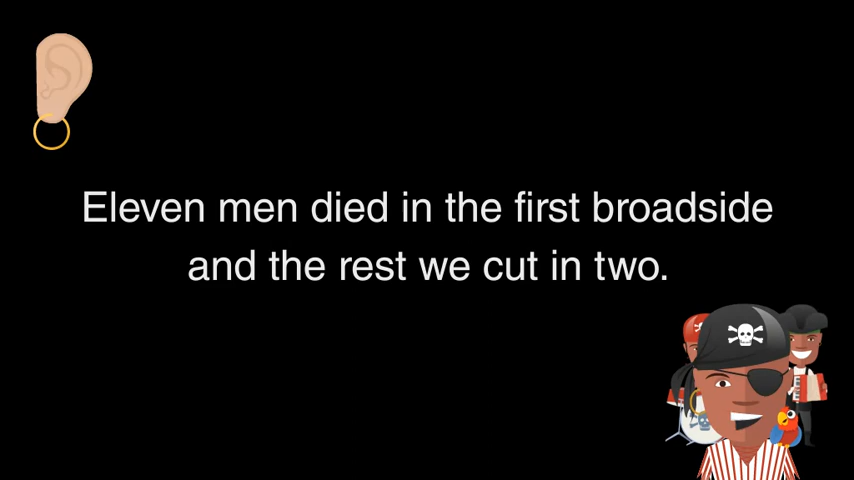 Eleven men died in the first broadside
and the rest we cut in two.